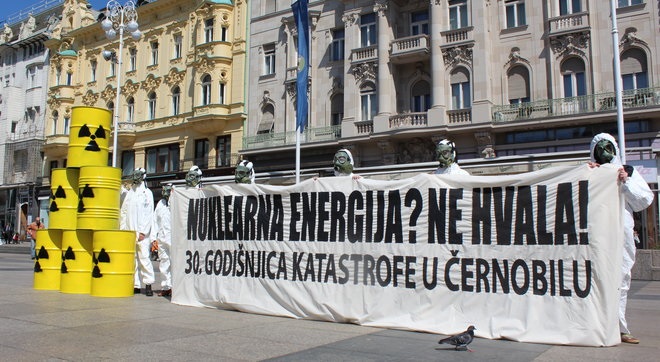 NUKLEARNA ENERGIJA? NE HVALA!
30. GODIŠNJICA KATASTROFE U ČERNOBILU